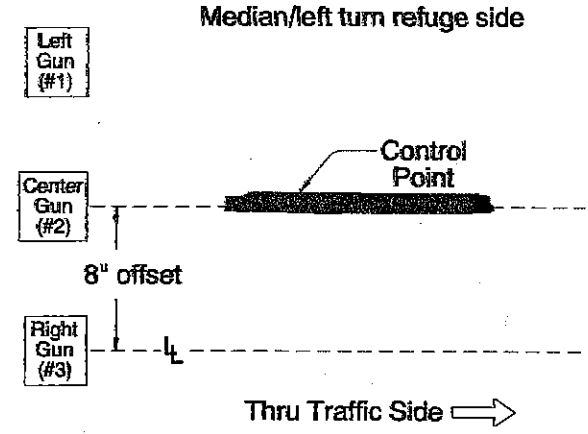 Median/left turn refuge side
Left
Gun
(#1)
Control
Point
Center
Gun
(#2)
8" offset
Right
Gun
(#3)
LL
Thru Traffic Side